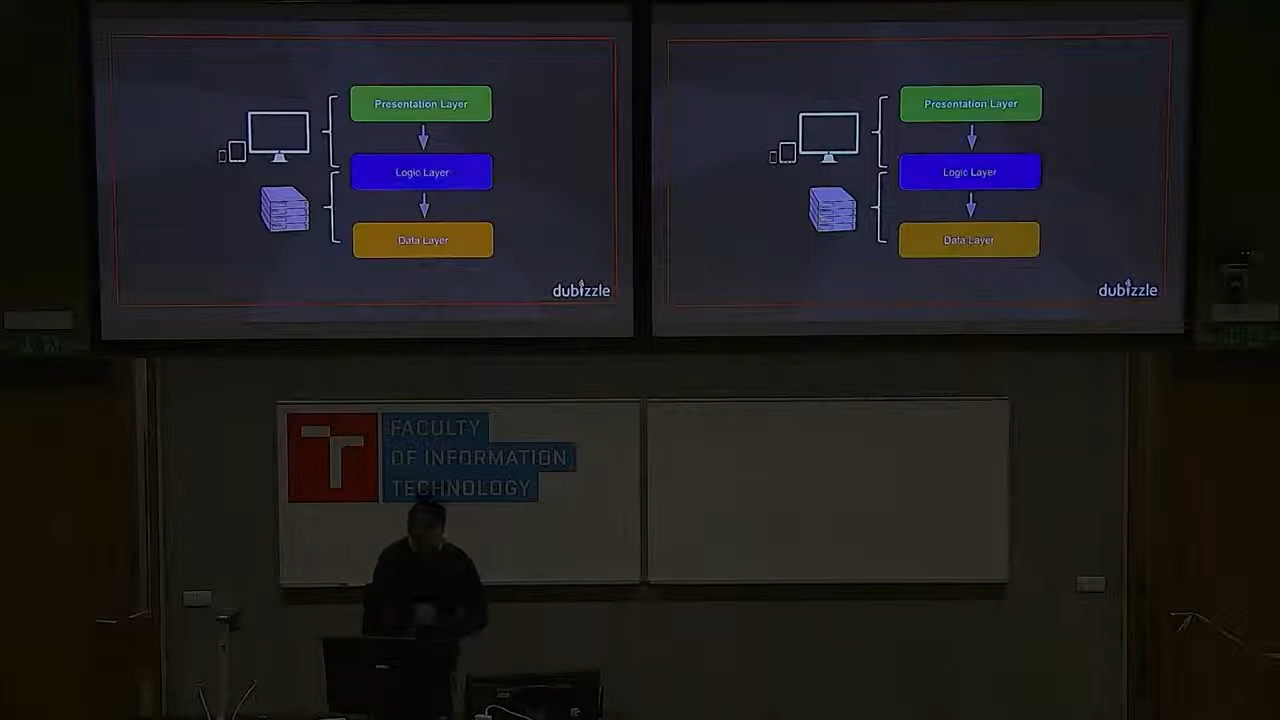 Presentation Layer
Logic Layer
Data Layer
dubizzle
Presentation Layer
Logic Layer
Data Layer
dubizzle
FACULTY
OF INFORMATION
TECHNOLOGY